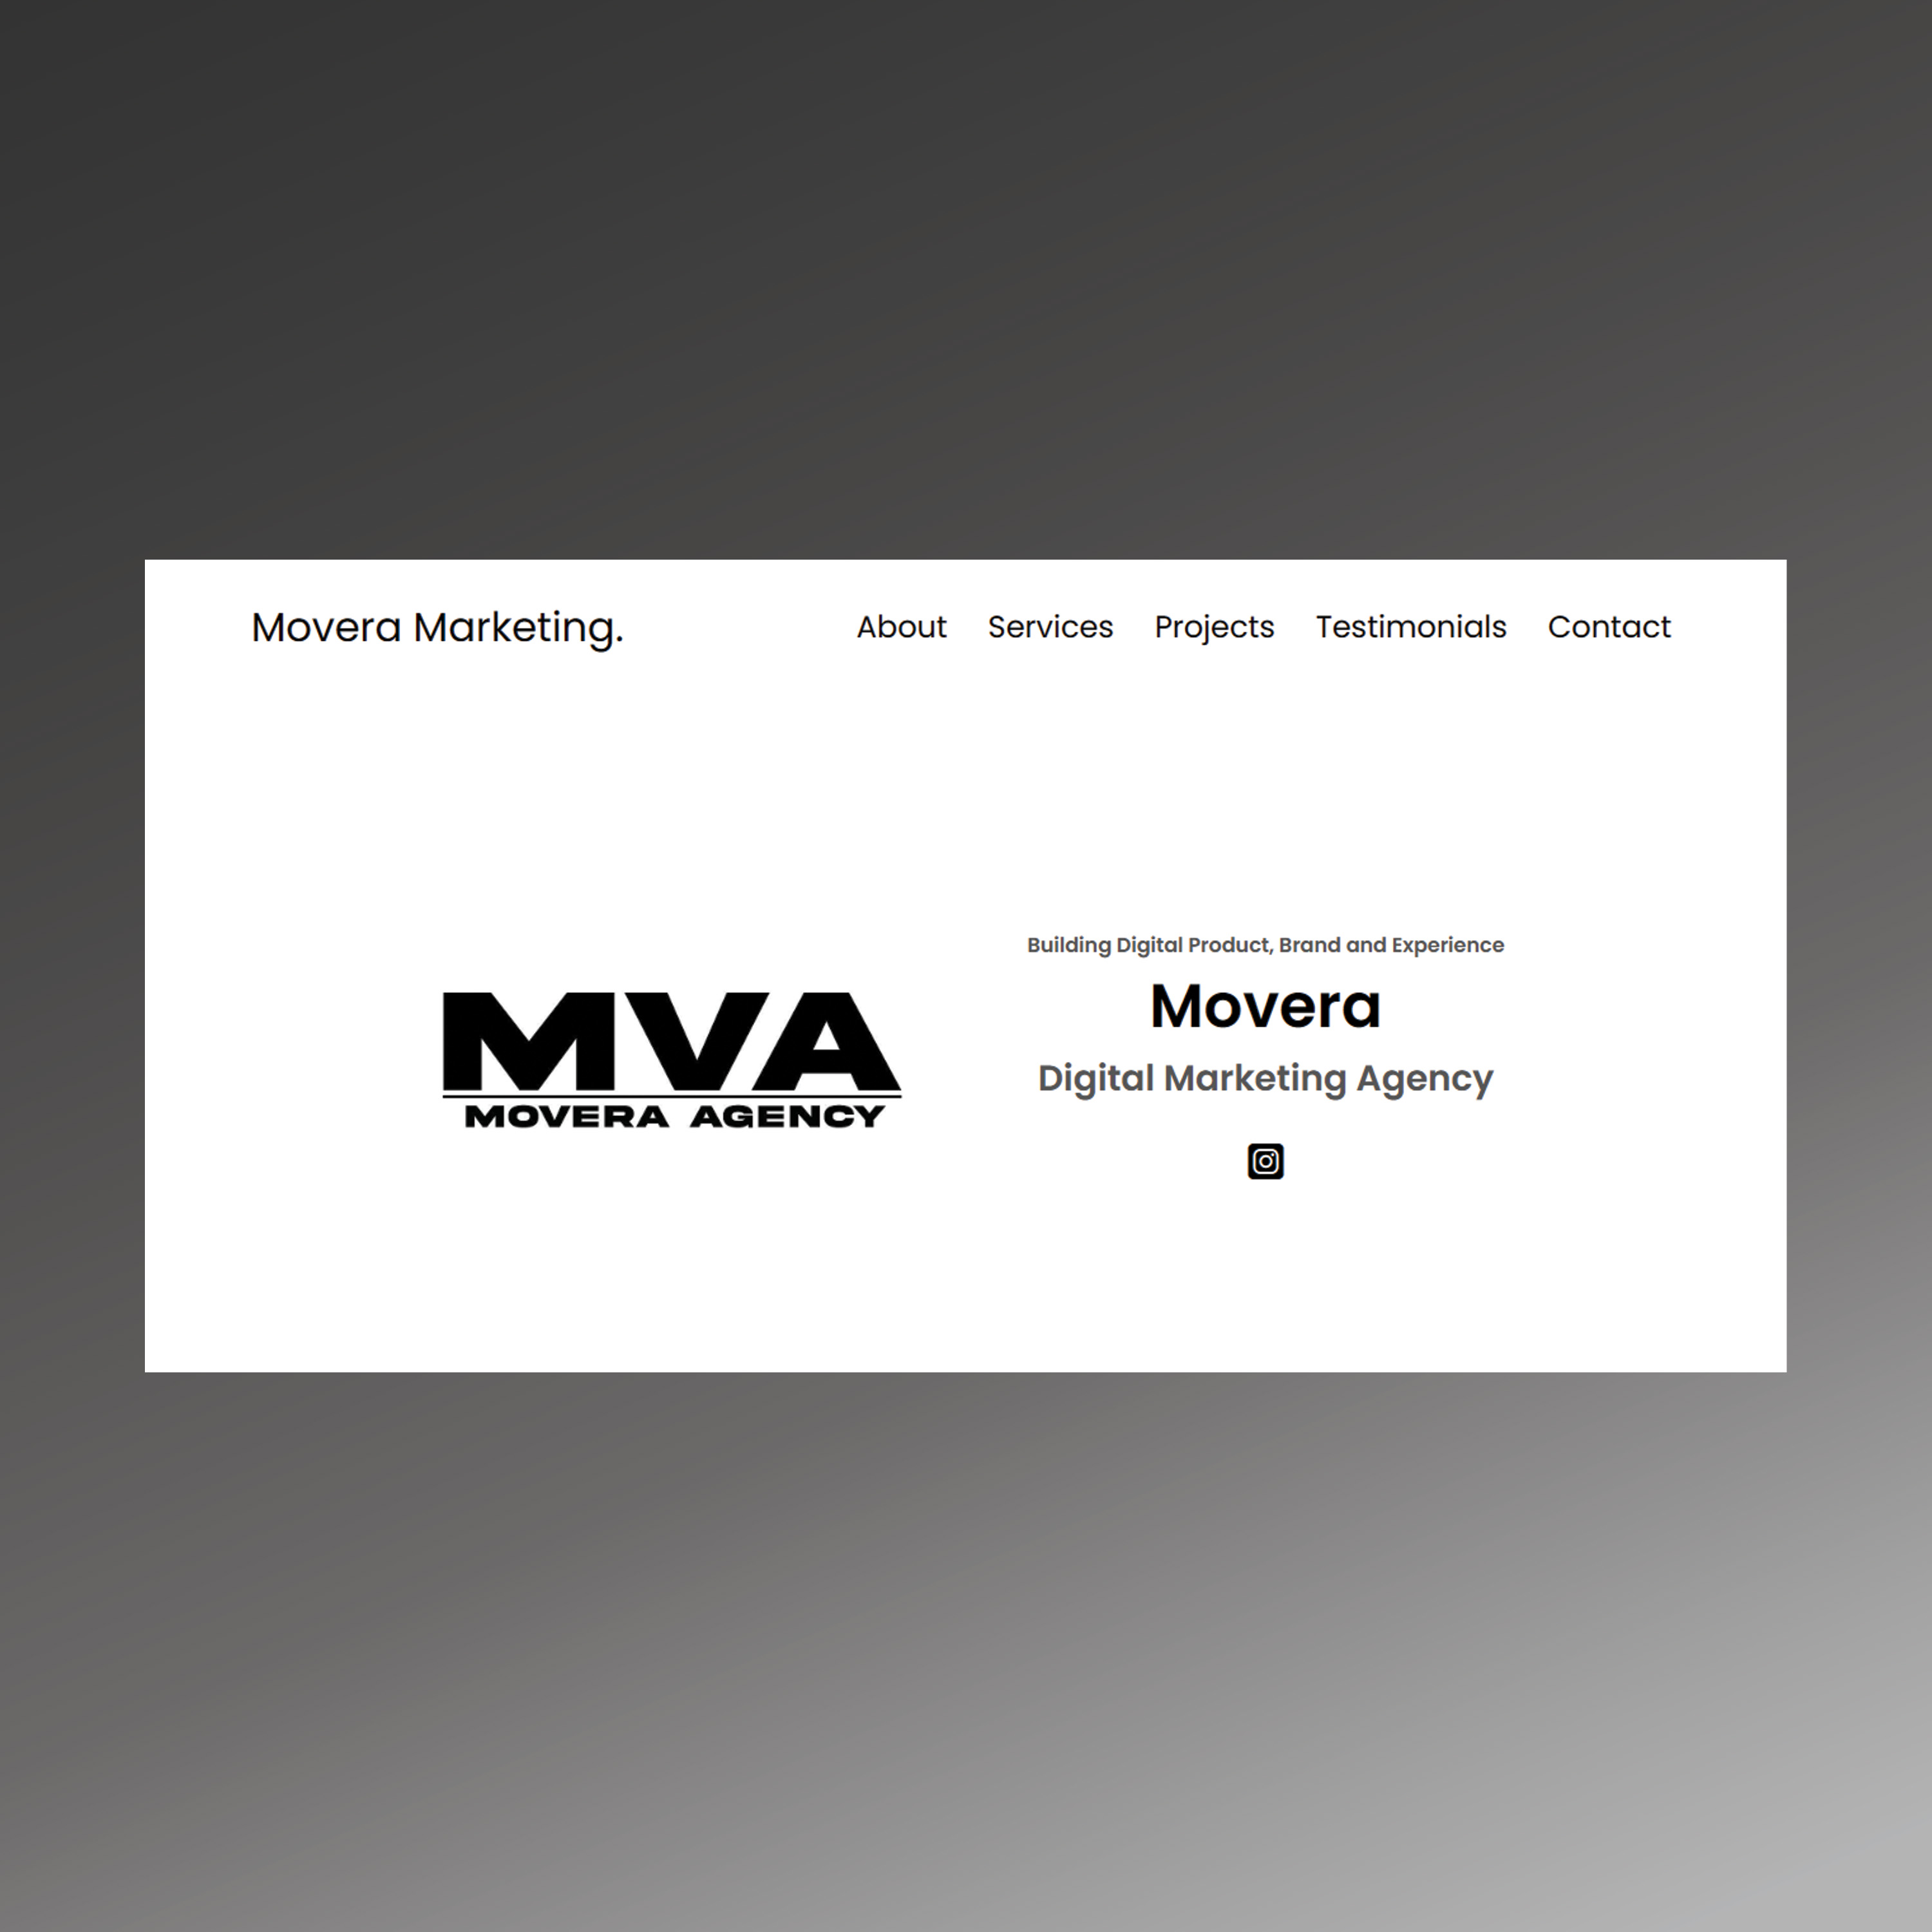 Movera Marketing.
About Services Projects Testimonials Contact
MVA
MOVERA AGENCY
Building Digital Product, Brand and Experience
Movera
Digital Marketing Agency